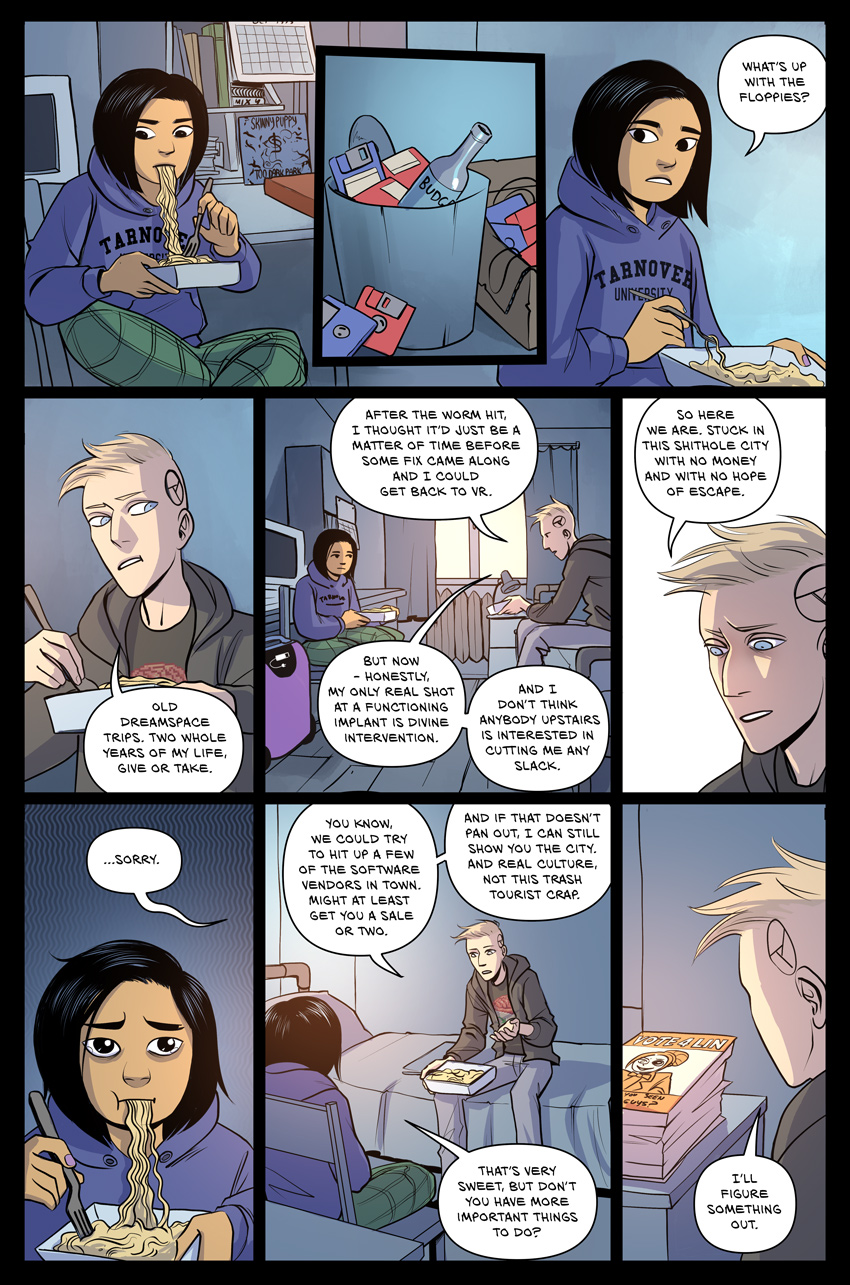 OCT 1999
MIX 4
SKINNY PUPPY
TOO DARK PARK
TARNOVER
UNIVERSITY
BUDG
WHAT'S UP
WITH THE
FLOPPIES?
TARNOVER
UNIVERSITY
OLD
DREAMSPACE
TRIPS. TWO WHOLE
YEARS OF MY LIFE,
GIVE OR TAKE.
AFTER THE WORM HIT,
I THOUGHT IT'D JUST BE A
MATTER OF TIME BEFORE
SOME FIX CAME ALONG
AND I COULD
GET BACK TO VR.
BUT NOW
– HONESTLY,
MY ONLY REAL SHOT
AT A FUNCTIONING
IMPLANT IS DIVINE
INTERVENTION.
AND I
DON'T THINK
ANYBODY UPSTAIRS
IS INTERESTED IN
CUTTING ME ANY
SLACK.
SO HERE
WE ARE. STUCK IN
THIS SHITHOLE CITY
WITH NO MONEY
AND WITH NO HOPE
OF ESCAPE.
...SORRY.
YOU KNOW,
WE COULD TRY
TO HIT UP A FEW
OF THE SOFTWARE
VENDORS IN TOWN.
MIGHT AT LEAST
GET YOU A SALE
OR TWO.
AND IF THAT DOESN'T
PAN OUT, I CAN STILL
SHOW YOU THE CITY.
AND REAL CULTURE,
NOT THIS TRASH
TOURIST CRAP.
THAT'S VERY
SWEET, BUT DON'T
YOU HAVE MORE
IMPORTANT THINGS
TO DO?
VOTE 4 LIN
YOU SEEN
GUYS?
I'LL
FIGURE
SOMETHING
OUT.